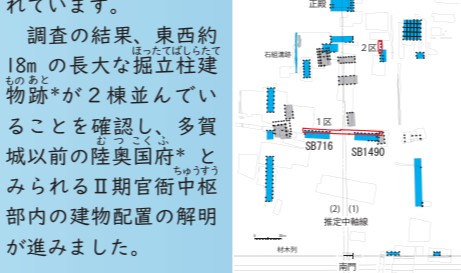 れています。
調査の結果、東西約
18m の長大な掘立柱建
ほったてばしらたて
物跡*が2棟並んでい
ものあと
ることを確認し、多賀
城以前の陸奥国府* と
むつこくふ
みられるⅡ期官衙中枢
ちゅうすう
部内の建物配置の解明
が進みました。
正殿
石組溝跡
2区
1区
SB716
SB1490
(2) (1)
推定中軸線
材木列
南門